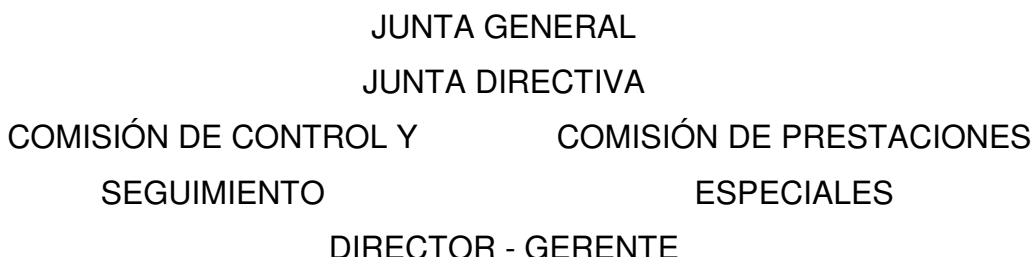 JUNTA GENERAL
JUNTA DIRECTIVA
COMISIÓN DE CONTROL Y
SEGUIMIENTO
COMISIÓN DE PRESTACIONES
ESPECIALES
DIRECTOR - GERENTE